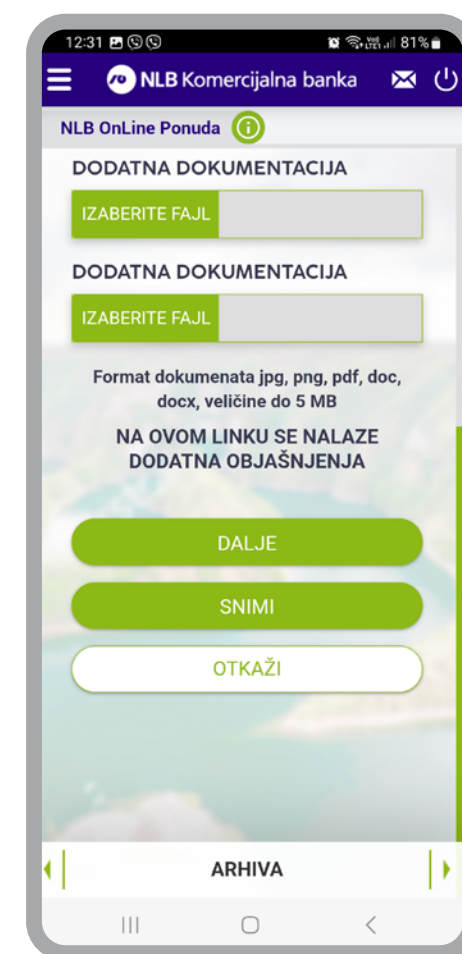 12:31 81%
NLB Komercijalna banka
NLB OnLine Ponuda
DODATNA DOKUMENTACIJA
IZABERITE FAJL
DODATNA DOKUMENTACIJA
IZABERITE FAJL
Format dokumenata jpg, png, pdf, doc,
docx, veličine do 5 MB
NA OVOM LINKU SE NALAZE
DODATNA OBJAŠNJENJA
DALJE
SNIMI
OTKAŽI
ARHIVA